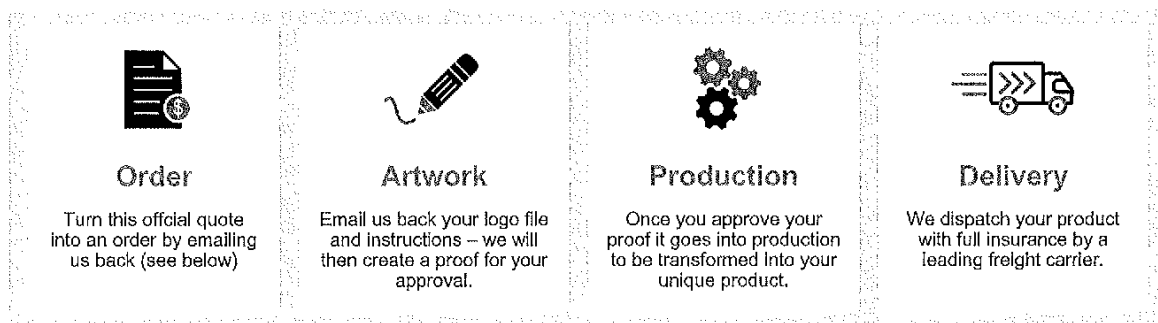 Order
Turn this offcial quote
into an order by emailing
us back (see below)
Artwork
Email us back your logo file
and instructions – we will
then create a proof for your
approval.
Production
Once you approve your
proof it goes into production
to be transformed into your
unique product.
Delivery
We dispatch your product
with full insurance by a
leading freight carrier.